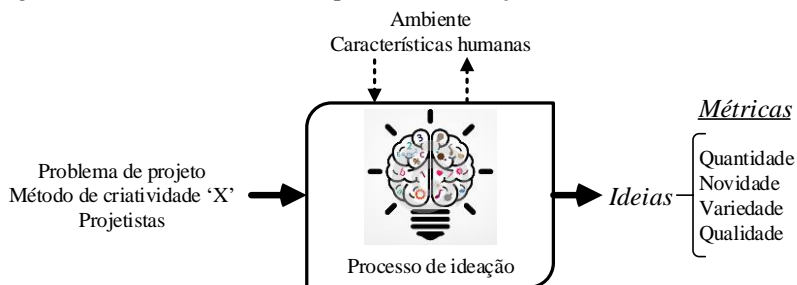 Ambiente
Características humanas
Problema de projeto
Método de criatividade ‘X’
Projetistas
Processo de ideação
Ideias
Métricas
Quantidade
Novidade
Variedade
Qualidade